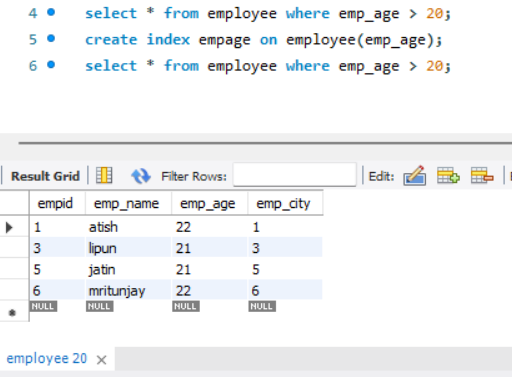 4 select * from employee where emp_age > 20;
5 create index empage on employee(emp_age);
6 select * from employee where emp_age > 20;
Result Grid Filter Rows: Edit:
empid emp_name emp_age emp_city
1 atish 22 1
3 lipun 21 3
5 jatin 21 5
6 mritunjay 22 6
NULL NULL NULL NULL
employee 20